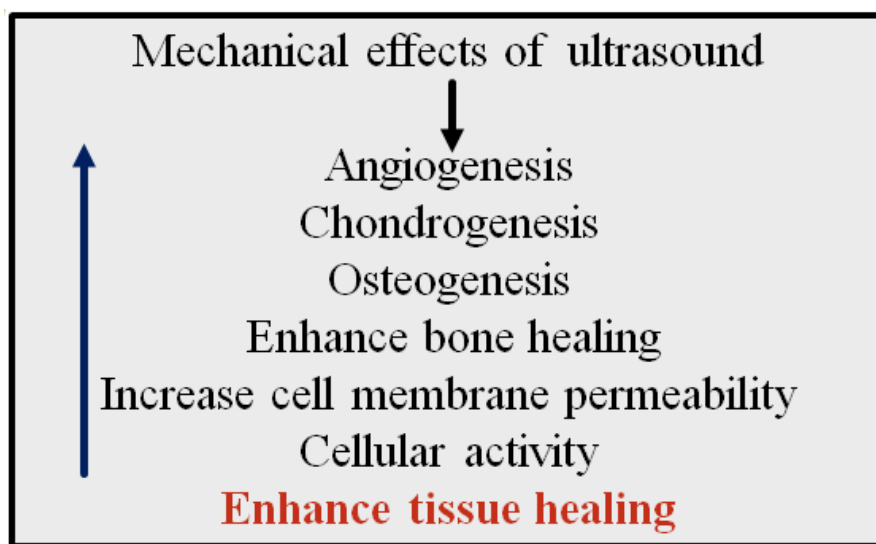 Mechanical effects of ultrasound
Angiogenesis
Chondrogenesis
Osteogenesis
Enhance bone healing
Increase cell membrane permeability
Cellular activity
Enhance tissue healing